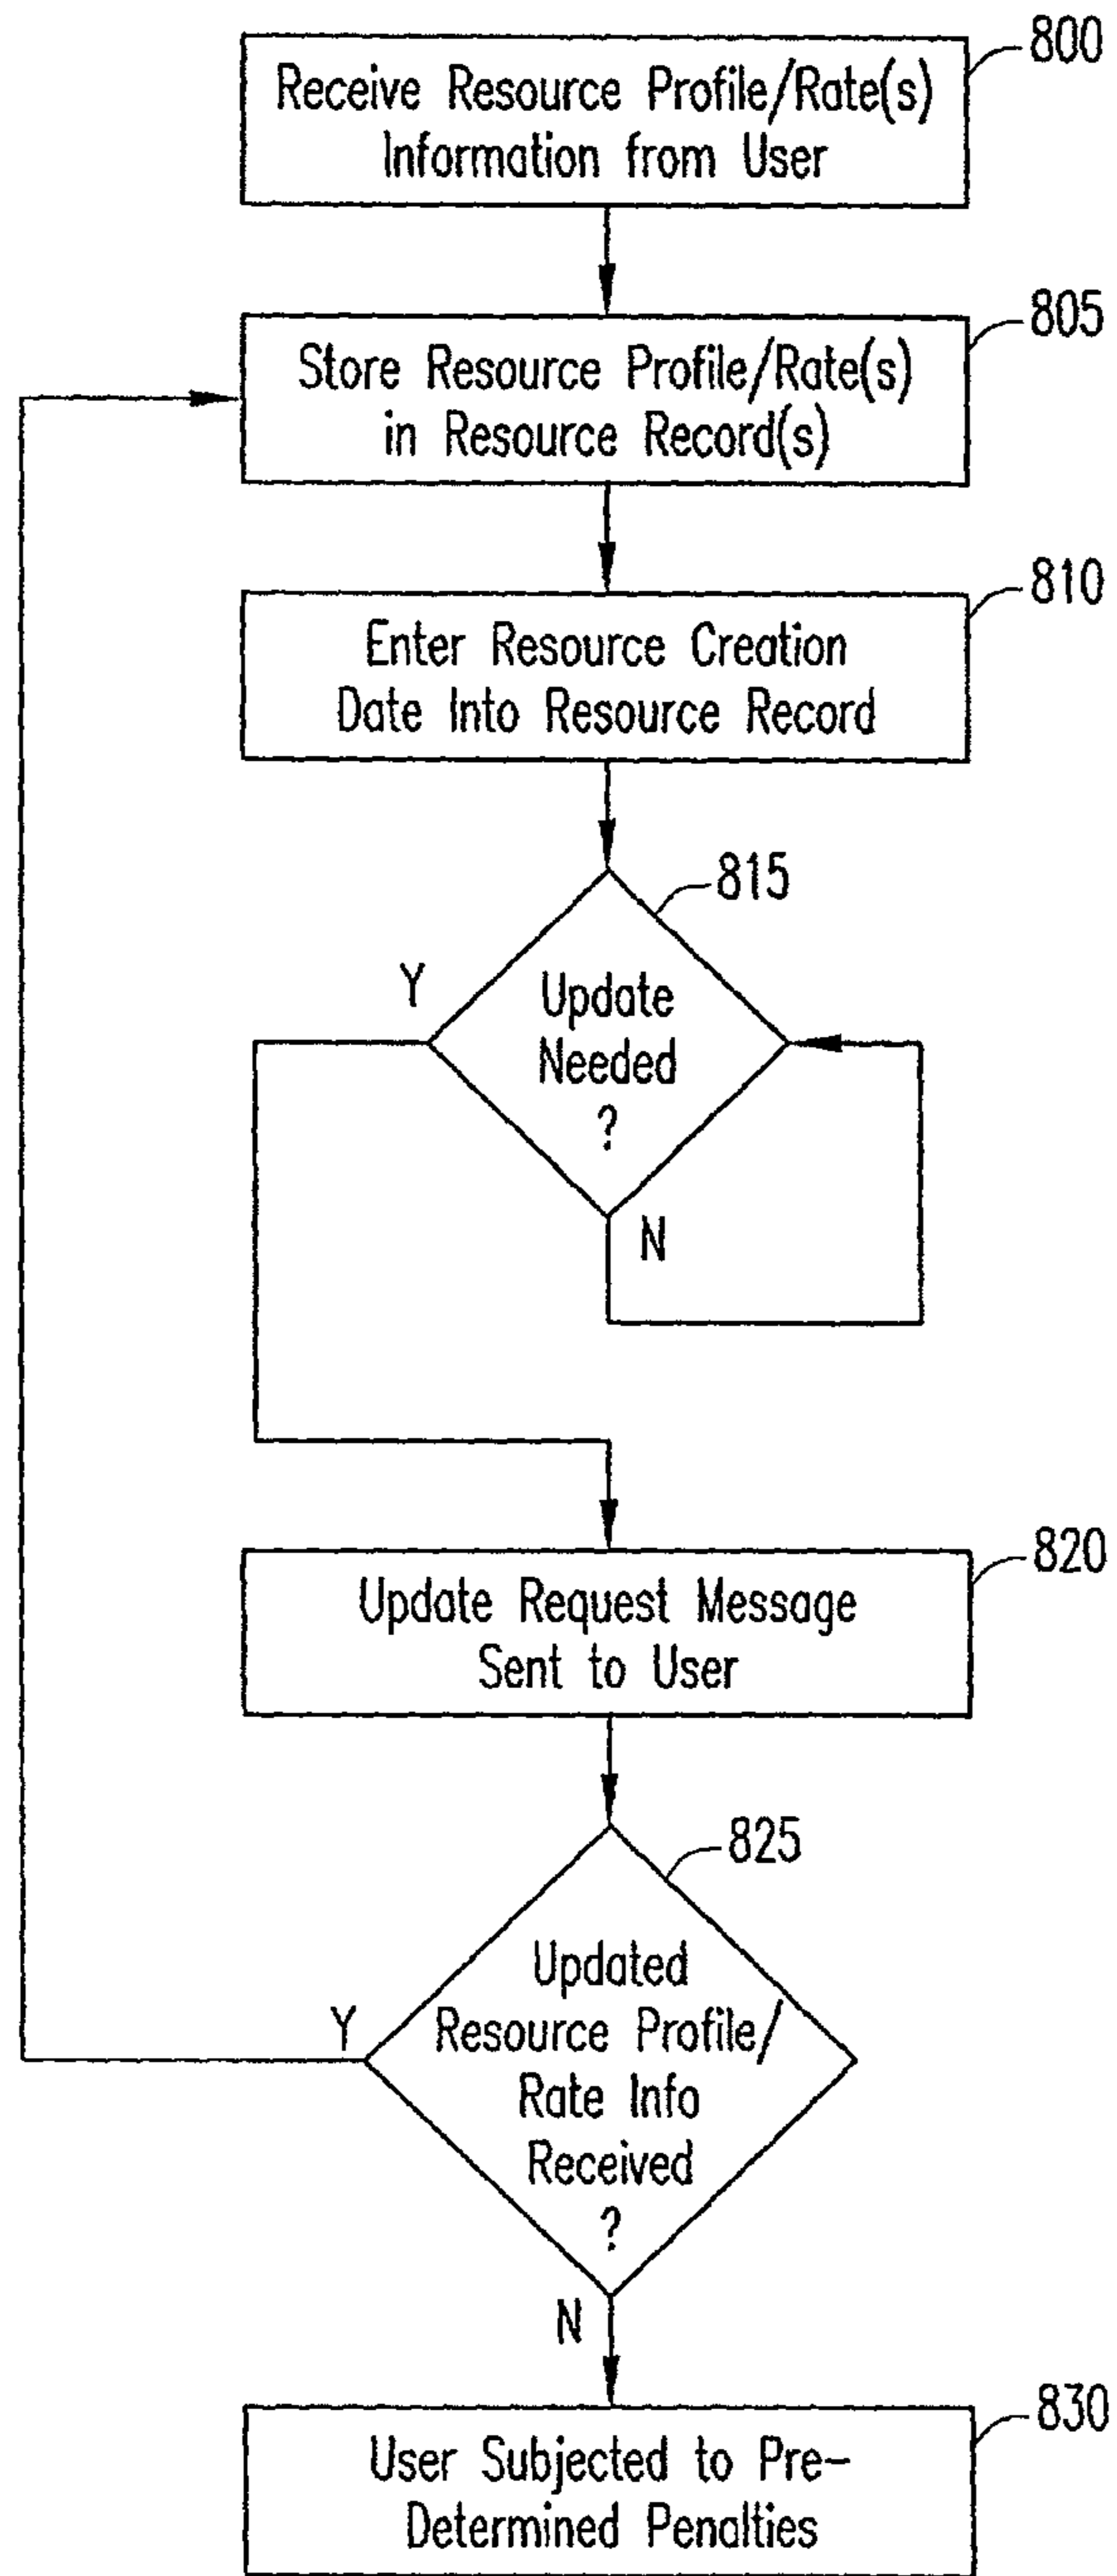 800
Receive Resource Profile/Rate(s)
Information from User
805
Store Resource Profile/Rate(s)
in Resource Record(s)
810
Enter Resource Creation
Date Into Resource Record
815
Y
Update
Needed
?
N
820
Update Request Message
Sent to User
825
Updated
Y
Resource Profile/
Rate Info
Received
?
N
830
User Subjected to Pre-
Determined Penalties